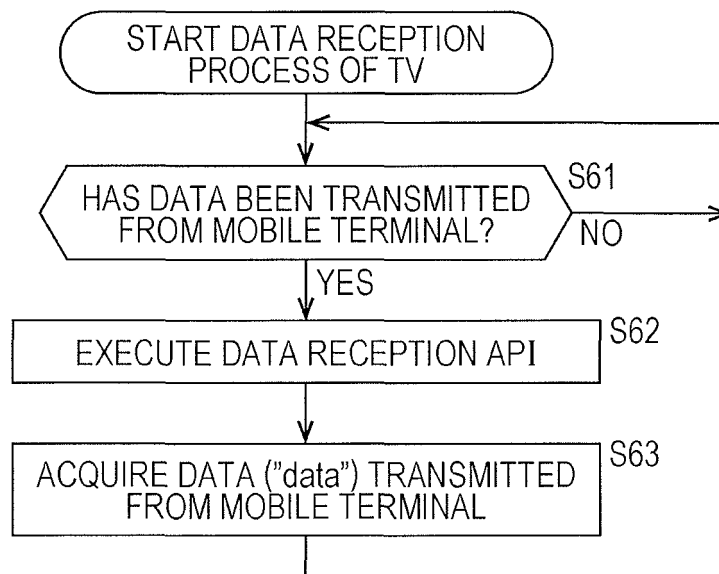 START DATA RECEPTION
PROCESS OF TV
HAS DATA BEEN TRANSMITTED
FROM MOBILE TERMINAL?
S61
NO
YES
EXECUTE DATA RECEPTION API
S62
ACQUIRE DATA ("data") TRANSMITTED
FROM MOBILE TERMINAL
S63